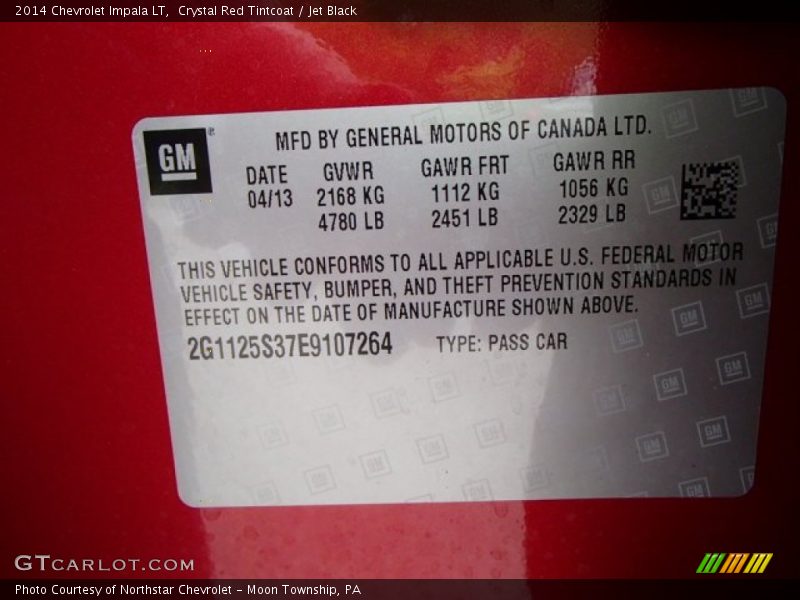 2014 Chevrolet Impala LT, Crystal Red Tintcoat / Jet Black
GM®
MFD BY GENERAL MOTORS OF CANADA LTD.
DATE GVWR GAWR FRT GAWR RR
04/13 2168 KG 1112 KG 1056 KG
4780 LB 2451 LB 2329 LB
THIS VEHICLE CONFORMS TO ALL APPLICABLE U.S. FEDERAL MOTOR
VEHICLE SAFETY, BUMPER, AND THEFT PREVENTION STANDARDS IN
EFFECT ON THE DATE OF MANUFACTURE SHOWN ABOVE.
2G1125S37E9107264 TYPE: PASS CAR
GTCARLOT.COM
Photo Courtesy of Northstar Chevrolet - Moon Township, PA